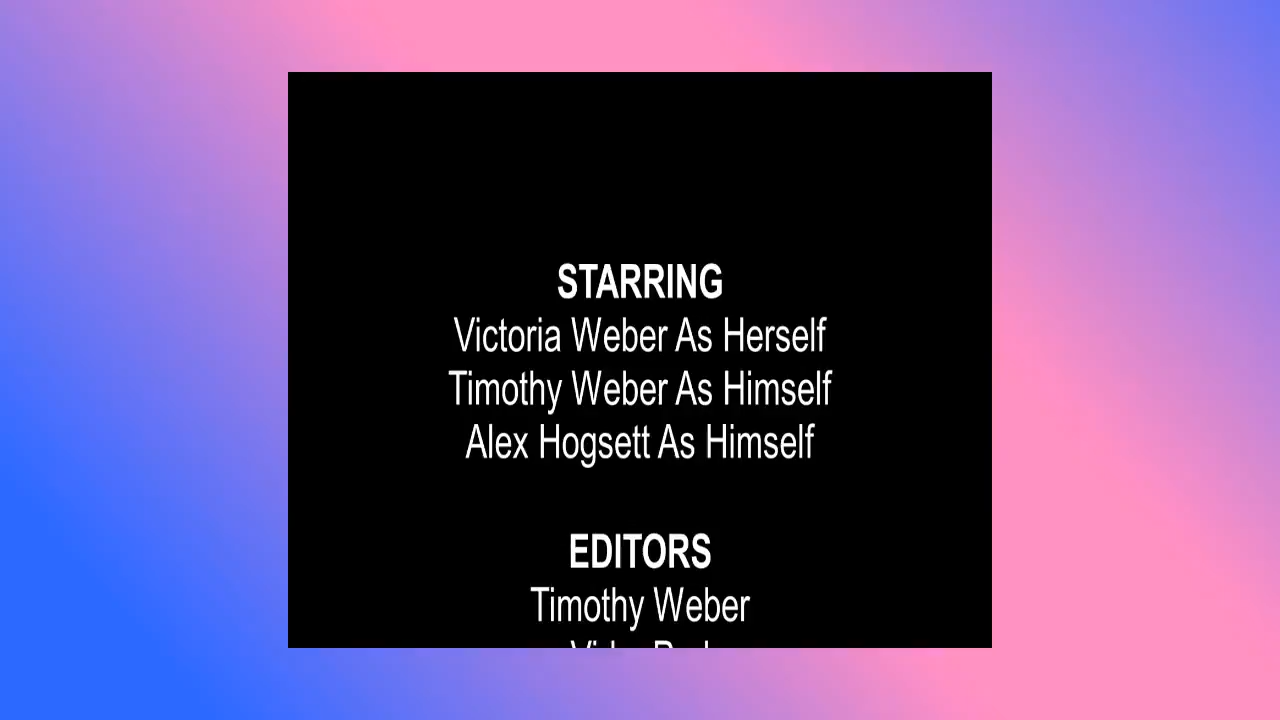 STARRING
Victoria Weber As Herself
Timothy Weber As Himself
Alex Hogsett As Himself
EDITORS
Timothy Weber